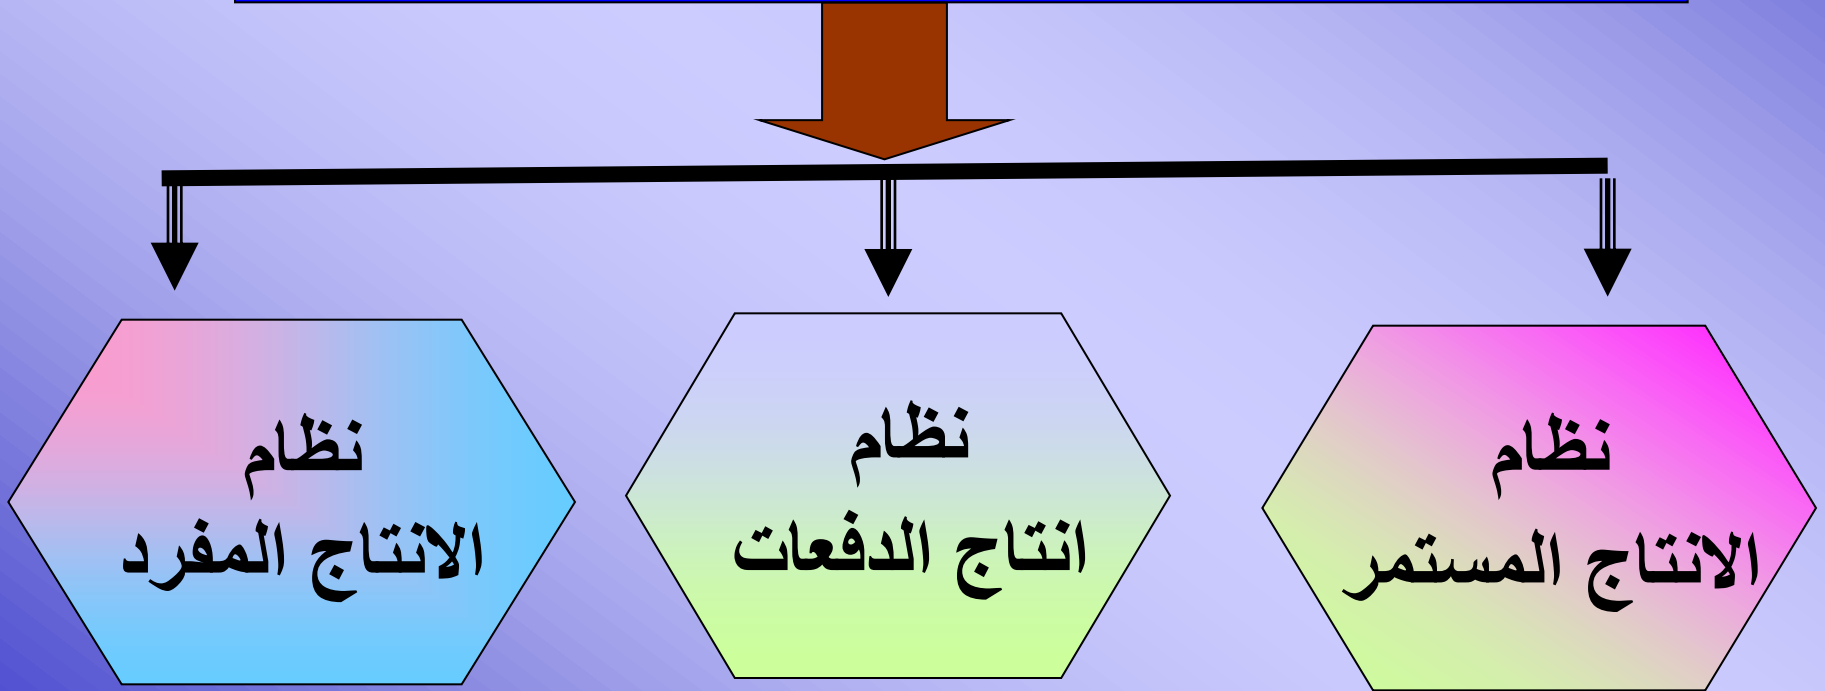 نظام
الانتاج المستمر
نظام
انتاج الدفعات
نظام
الانتاج المفرد